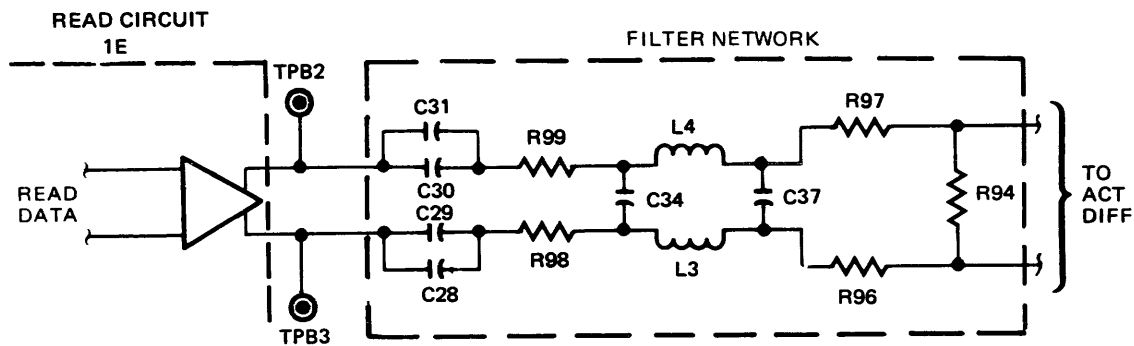 READ CIRCUIT
1E
FILTER NETWORK
TPB2
C31
R99
L4
R97
READ
DATA
C30
C29
C34
C37
R94
TO
ACT
DIFF
R98
L3
C28
R96
TPB3